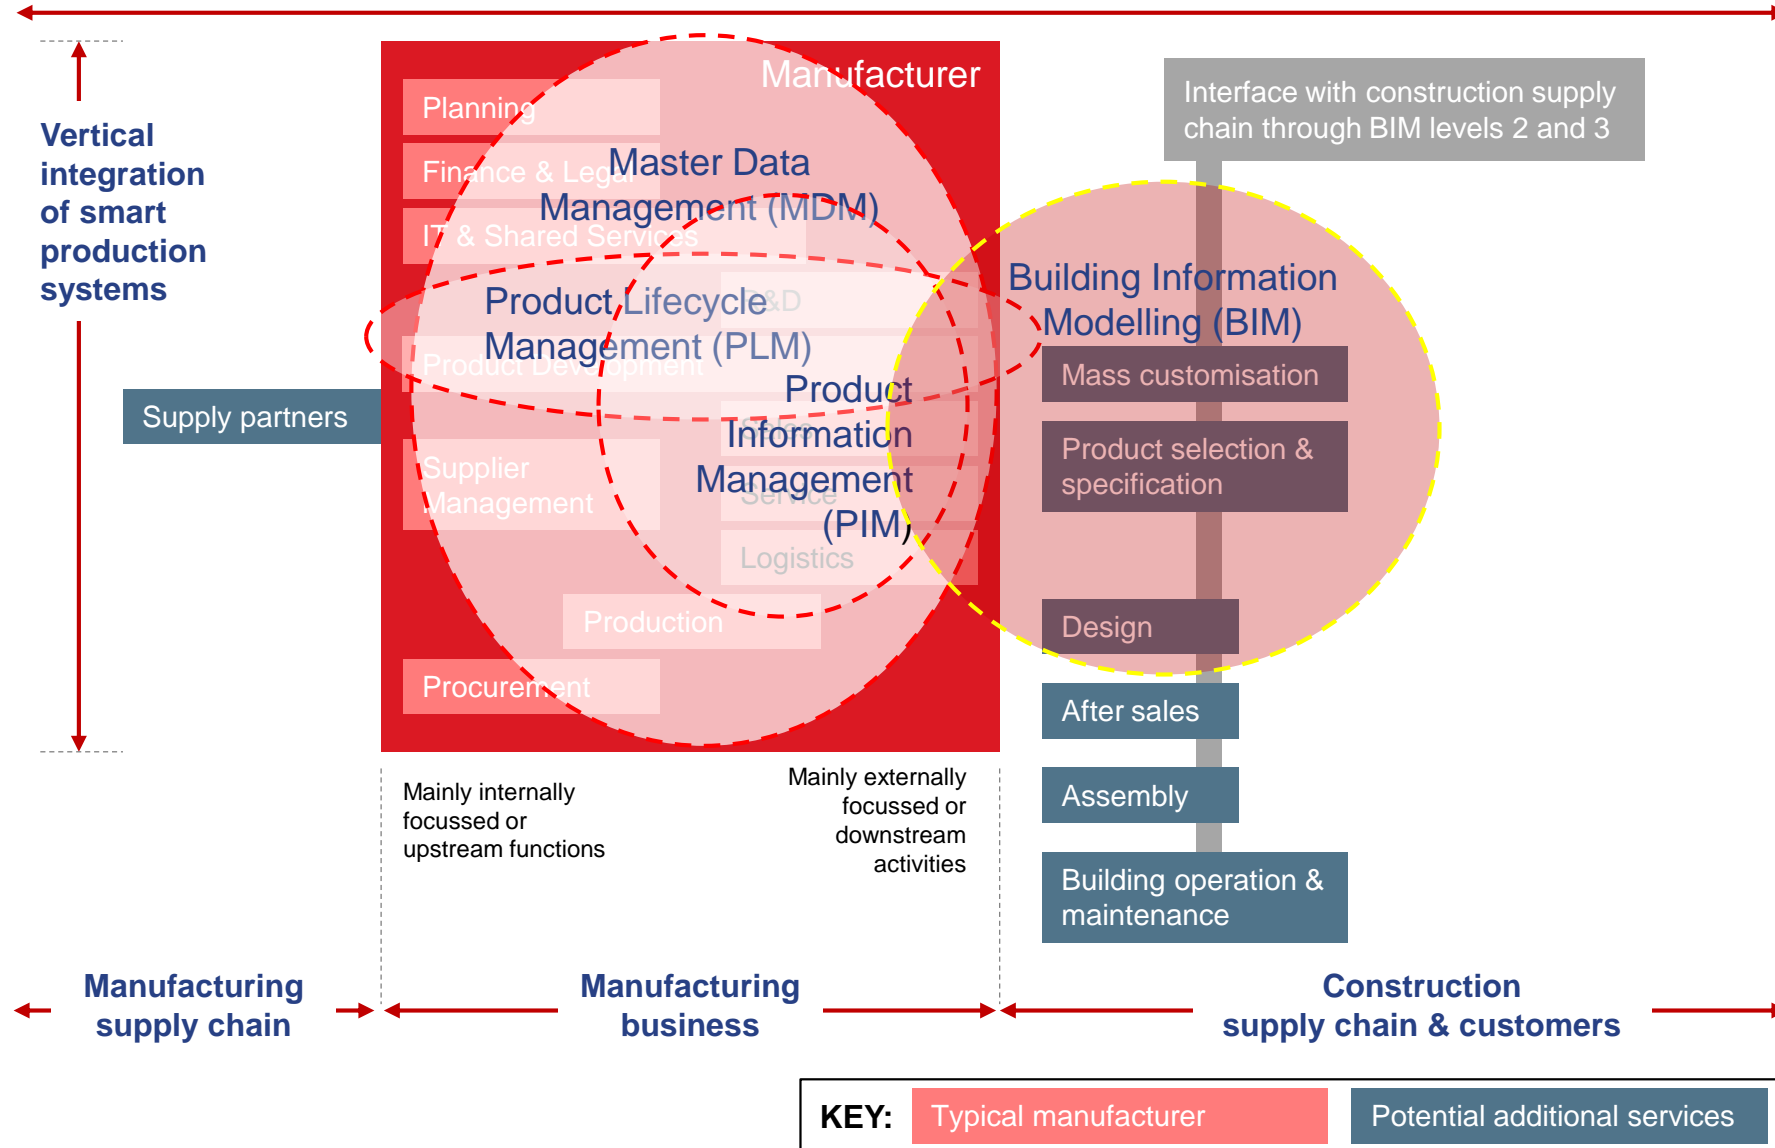 Manufacturer
Planning
Finance & Legal
IT & Shared Services
Master Data
Management (MDM)
R&D
Product Lifecycle
Management (PLM)
Product Development
Product
Information
Management
(PIM)
Sales
Service
Logistics
Supplier
Management
Production
Procurement
Vertical
integration
of smart
production
systems
Supply partners
Interface with construction supply
chain through BIM levels 2 and 3
Building Information
Modelling (BIM)
Mass customisation
Product selection &
specification
Design
After sales
Assembly
Building operation &
maintenance
Mainly internally
focussed or
upstream functions
Mainly externally
focussed or
downstream
activities
Manufacturing
supply chain
Manufacturing
business
Construction
supply chain & customers
KEY:
Typical manufacturer
Potential additional services